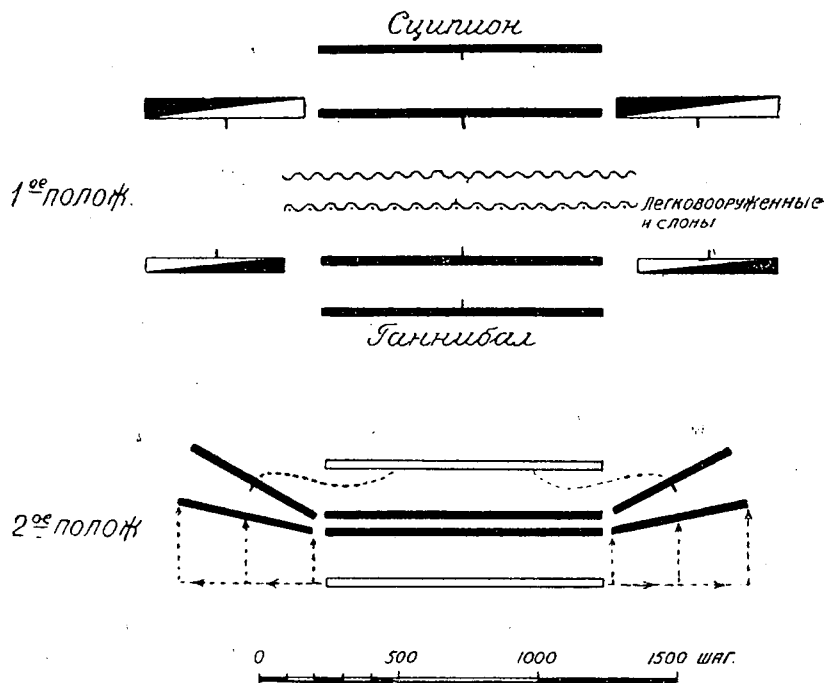 Сципион
1ое полож.
Легковооруженные
и слоны
Ганнибал
2ое полож
0 500 1000 1500 шаг.